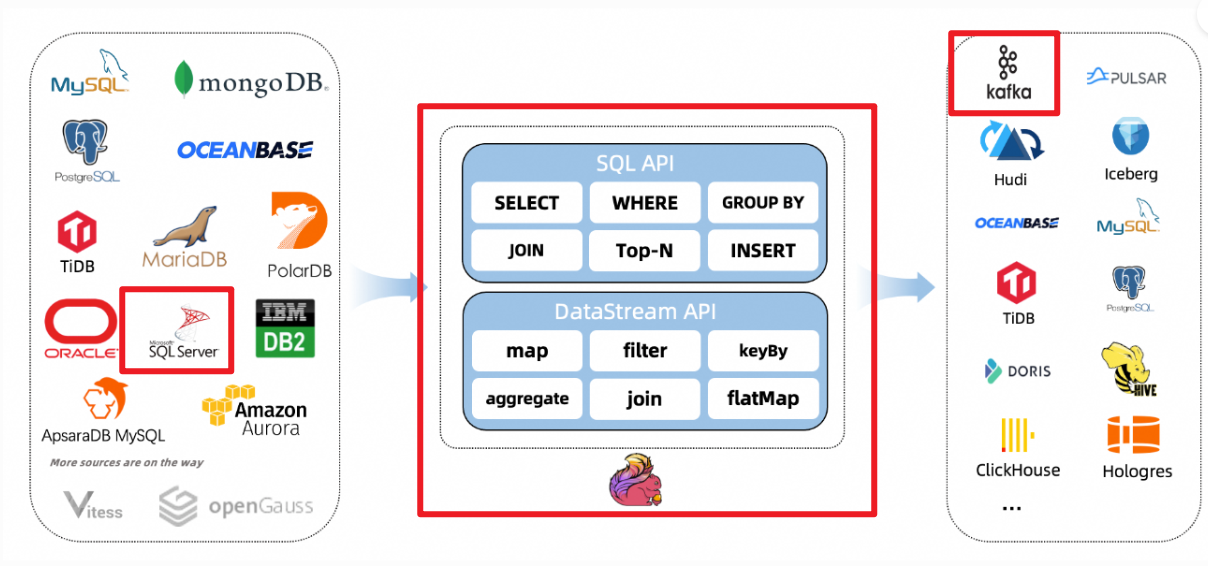 MySQL
mongoDB.
PostgreSQL
OCEANBASE
TiDB
MariaDB
PolarDB
ORACLE
Microsoft
SQL Server
IBM
DB2
ApsaraDB MySQL
Amazon
Aurora
More sources are on the way
Vitess
openGauss
SQL API
SELECT
WHERE
GROUP BY
JOIN
Top-N
INSERT
DataStream API
map
filter
keyBy
aggregate
join
flatMap
kafka
PULSAR
Hudi
Iceberg
OCEANBASE
MySQL
TiDB
PostgreSQL
DORIS
HIVE
ClickHouse
Hologres
...